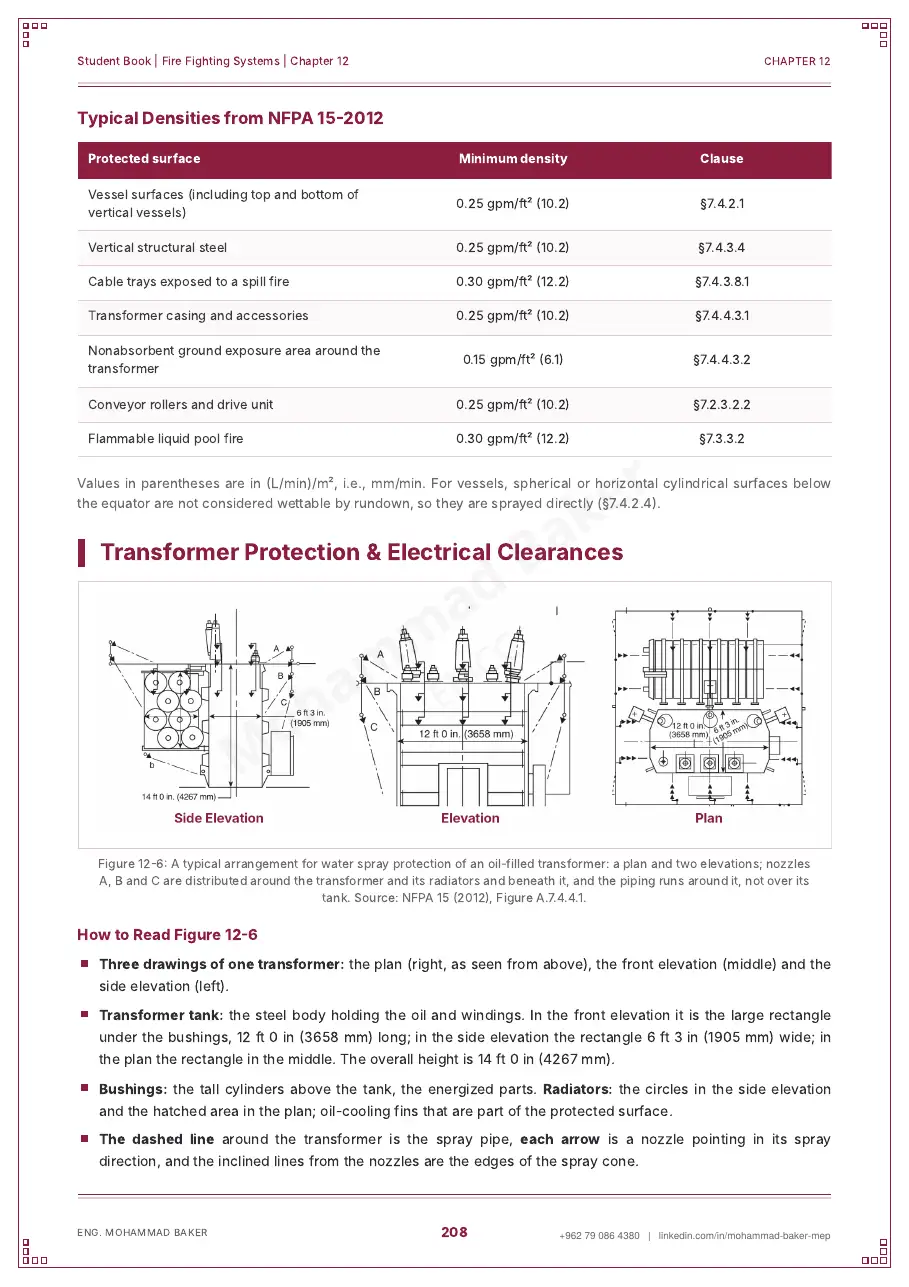 Student Book | Fire Fighting Systems | Chapter 12
CHAPTER 12
Typical Densities from NFPA 15-2012
Protected surface Minimum density Clause
Vessel surfaces (including top and bottom of
vertical vessels) 0.25 gpm/ft² (10.2) §7.4.2.1
Vertical structural steel 0.25 gpm/ft² (10.2) §7.4.3.4
Cable trays exposed to a spill fire 0.30 gpm/ft² (12.2) §7.4.3.8.1
Transformer casing and accessories 0.25 gpm/ft² (10.2) §7.4.4.3.1
Nonabsorbent ground exposure area around the
transformer 0.15 gpm/ft² (6.1) §7.4.4.3.2
Conveyor rollers and drive unit 0.25 gpm/ft² (10.2) §7.2.3.2.2
Flammable liquid pool fire 0.30 gpm/ft² (12.2) §7.3.3.2
Values in parentheses are in (L/min)/m², i.e., mm/min. For vessels, spherical or horizontal cylindrical surfaces below
the equator are not considered wettable by rundown, so they are sprayed directly (§7.4.2.4).
Transformer Protection & Electrical Clearances
A
B
C
6 ft 3 in.
(1905 mm)
b
14 ft 0 in. (4267 mm)
Side Elevation
A
B
C
12 ft 0 in. (3658 mm)
Elevation
12 ft 0 in.
(3658 mm)
6 ft 3 in.
(1905 mm)
Plan
Mohammad Baker
Figure 12-6: A typical arrangement for water spray protection of an oil-filled transformer: a plan and two elevations; nozzles
A, B and C are distributed around the transformer and its radiators and beneath it, and the piping runs around it, not over its
tank. Source: NFPA 15 (2012), Figure A.7.4.4.1.
How to Read Figure 12-6
Three drawings of one transformer: the plan (right, as seen from above), the front elevation (middle) and the
side elevation (left).
Transformer tank: the steel body holding the oil and windings. In the front elevation it is the large rectangle
under the bushings, 12 ft 0 in (3658 mm) long; in the side elevation the rectangle 6 ft 3 in (1905 mm) wide; in
the plan the rectangle in the middle. The overall height is 14 ft 0 in (4267 mm).
Bushings: the tall cylinders above the tank, the energized parts. Radiators: the circles in the side elevation
and the hatched area in the plan; oil-cooling fins that are part of the protected surface.
The dashed line around the transformer is the spray pipe, each arrow is a nozzle pointing in its spray
direction, and the inclined lines from the nozzles are the edges of the spray cone.
ENG. MOHAMMAD BAKER
208
+962 79 086 4380 | linkedin.com/in/mohammad-baker-mep